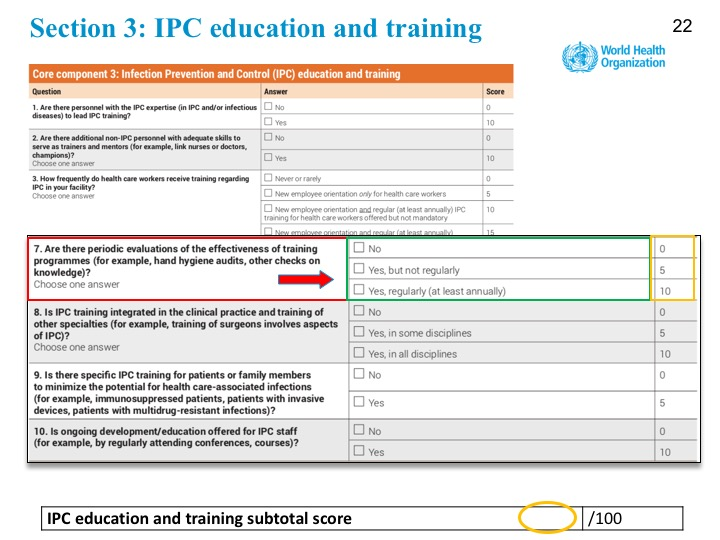 Section 3: IPC education and training
22
World Health
Organization
Core component 3: Infection Prevention and Control (IPC) education and training
Question Answer Score
1. Are there personnel with the IPC expertise (in IPC and/or infectious
diseases) to lead IPC training?
No 0
Yes 10
2. Are there additional non-IPC personnel with adequate skills to
serve as trainers and mentors (for example, link nurses or doctors,
champions)?
Choose one answer
No 0
Yes 10
3. How frequently do health care workers receive training regarding
IPC in your facility?
Choose one answer
Never or rarely 0
New employee orientation only for health care workers 5
New employee orientation and regular (at least annually) IPC
training for health care workers offered but not mandatory
10
New employee orientation and regular (at least annually) 15
7. Are there periodic evaluations of the effectiveness of training
programmes (for example, hand hygiene audits, other checks on
knowledge)?
Choose one answer
No 0
Yes, but not regularly 5
Yes, regularly (at least annually) 10
8. Is IPC training integrated in the clinical practice and training of
other specialties (for example, training of surgeons involves aspects
of IPC)?
Choose one answer
No 0
Yes, in some disciplines 5
Yes, in all disciplines 10
9. Is there specific IPC training for patients or family members
to minimize the potential for health care-associated infections
(for example, immunosuppressed patients, patients with invasive
devices, patients with multidrug-resistant infections)?
No 0
Yes 5
10. Is ongoing development/education offered for IPC staff
(for example, by regularly attending conferences, courses)?
No 0
Yes 10
IPC education and training subtotal score /100